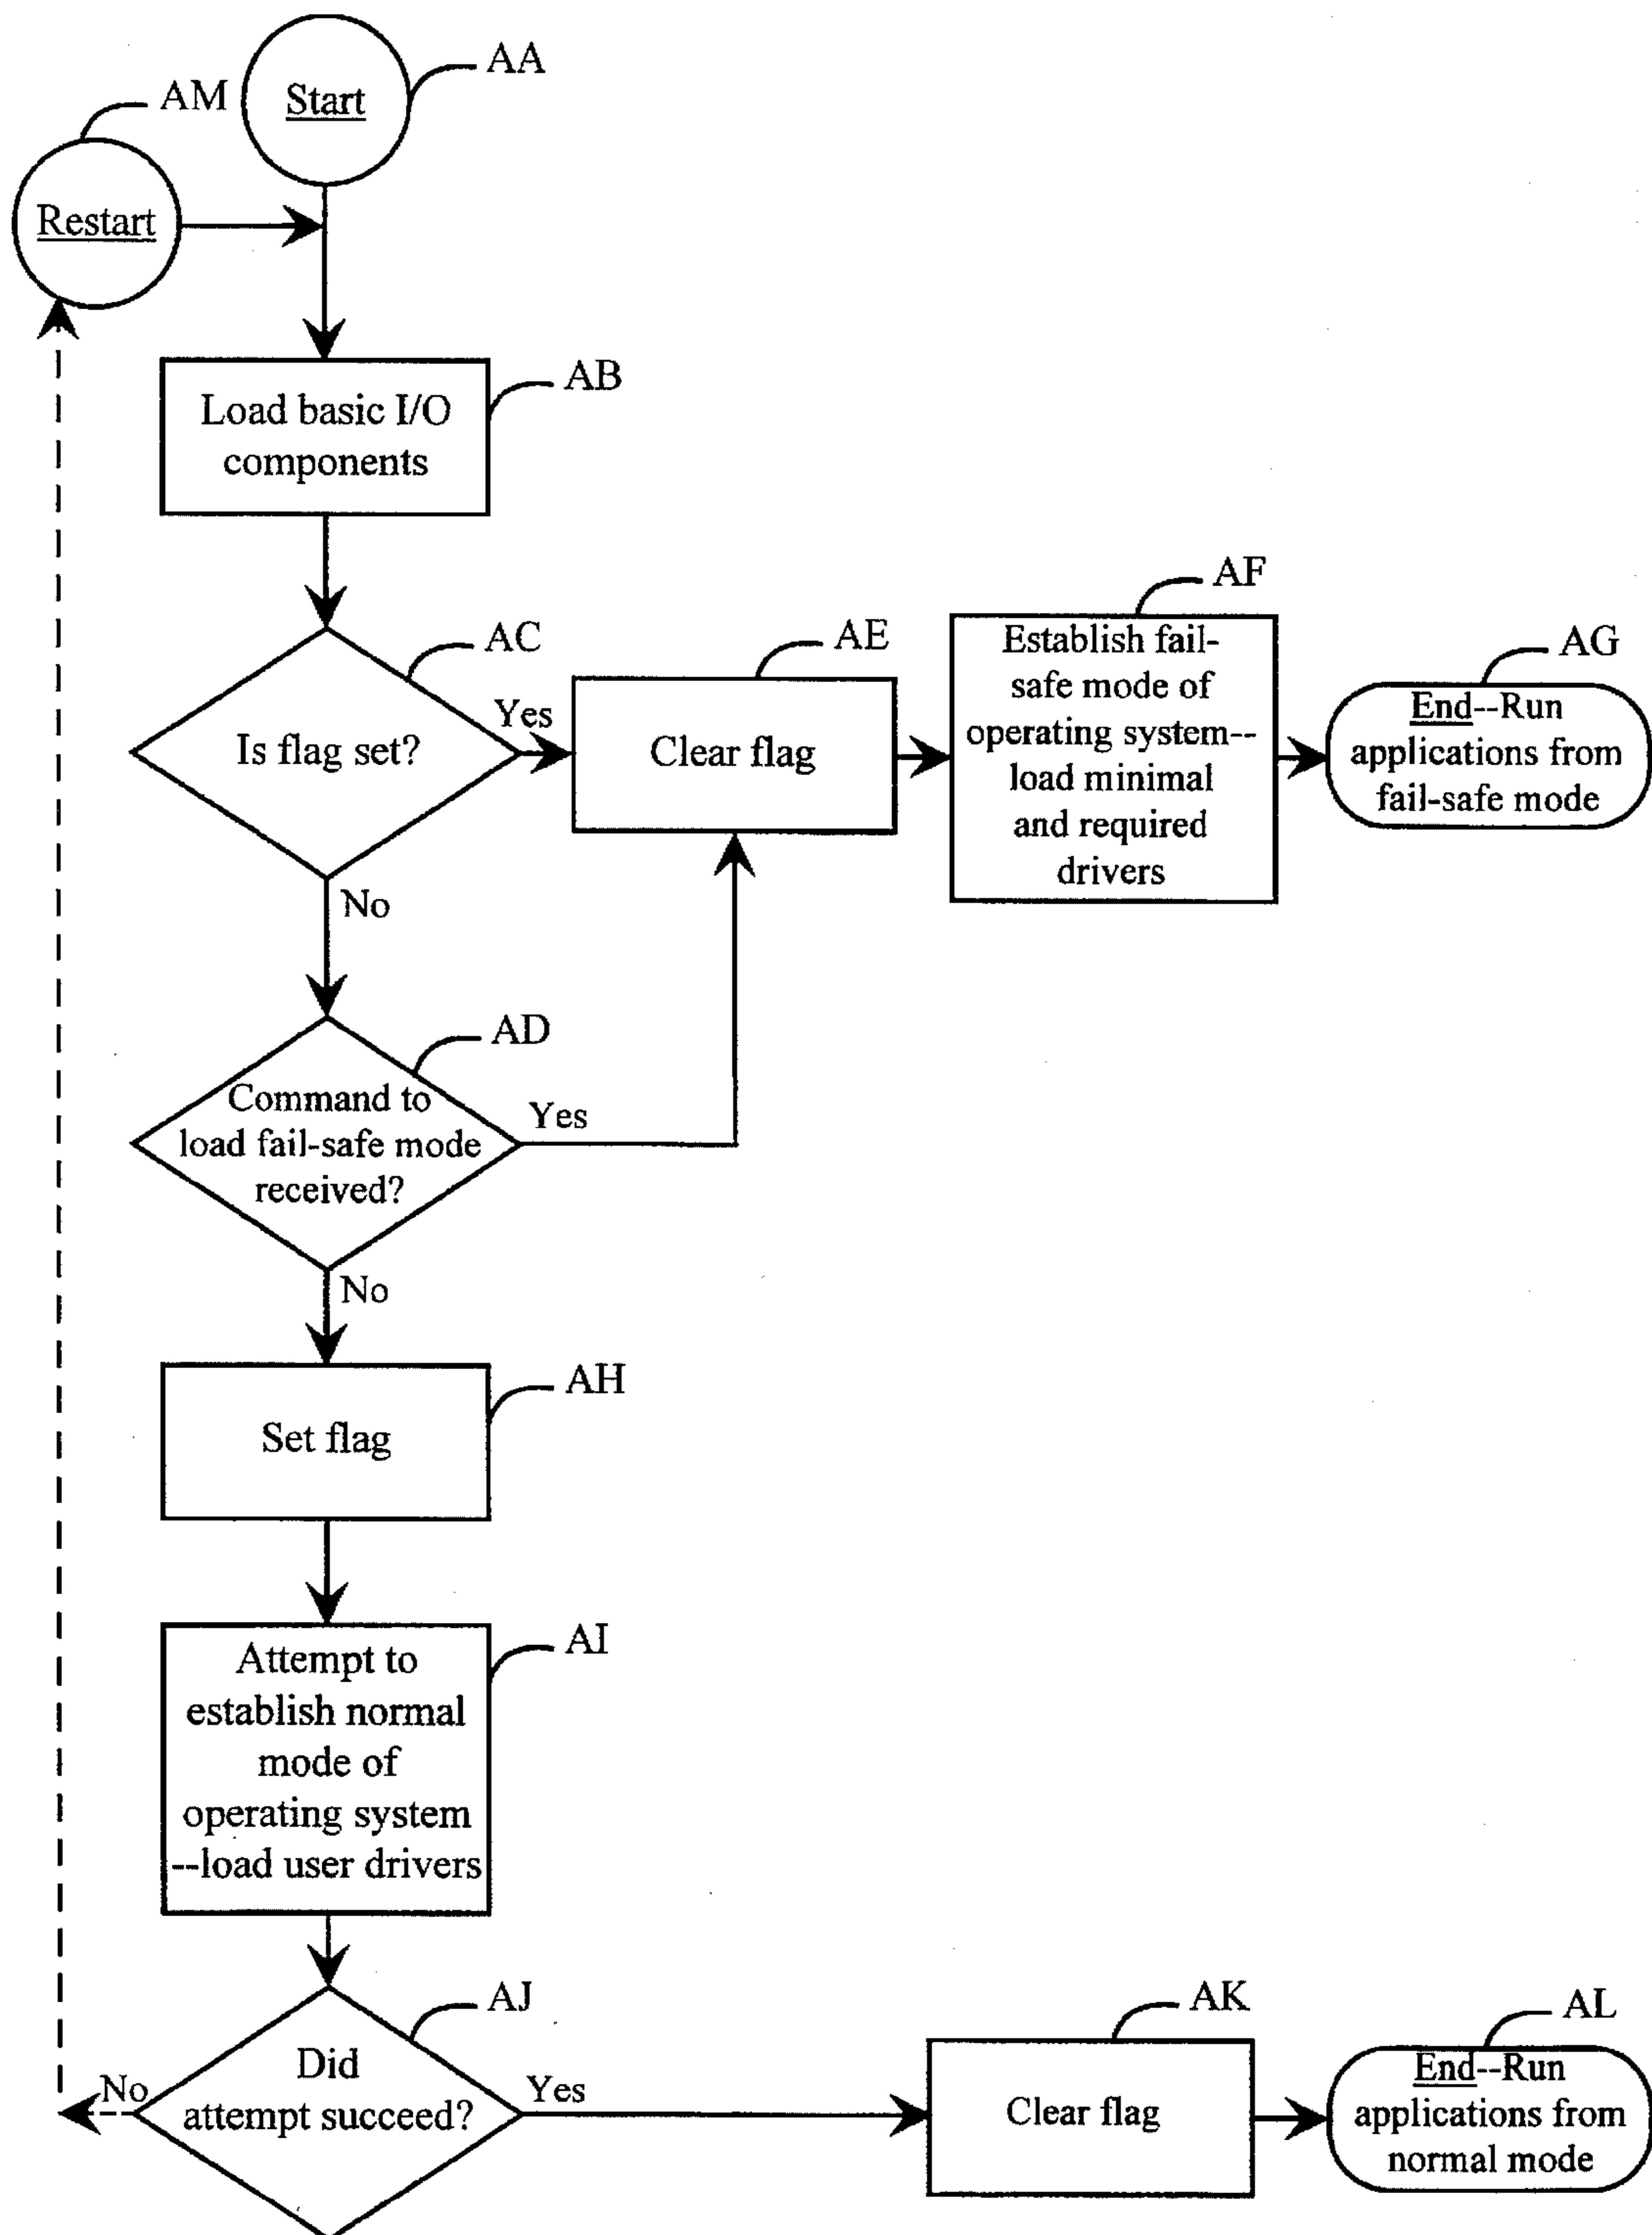 AA
Start
AM
Restart
AB
Load basic I/O
components
AC
Is flag set?
Yes
No
AE
Clear flag
AF
Establish fail-
safe mode of
operating system--
load minimal
and required
drivers
AG
End--Run
applications from
fail-safe mode
AD
Command to
load fail-safe mode
received?
Yes
No
AH
Set flag
AI
Attempt to
establish normal
mode of
operating system
--load user drivers
AJ
Did
attempt succeed?
No
Yes
AK
Clear flag
AL
End--Run
applications from
normal mode